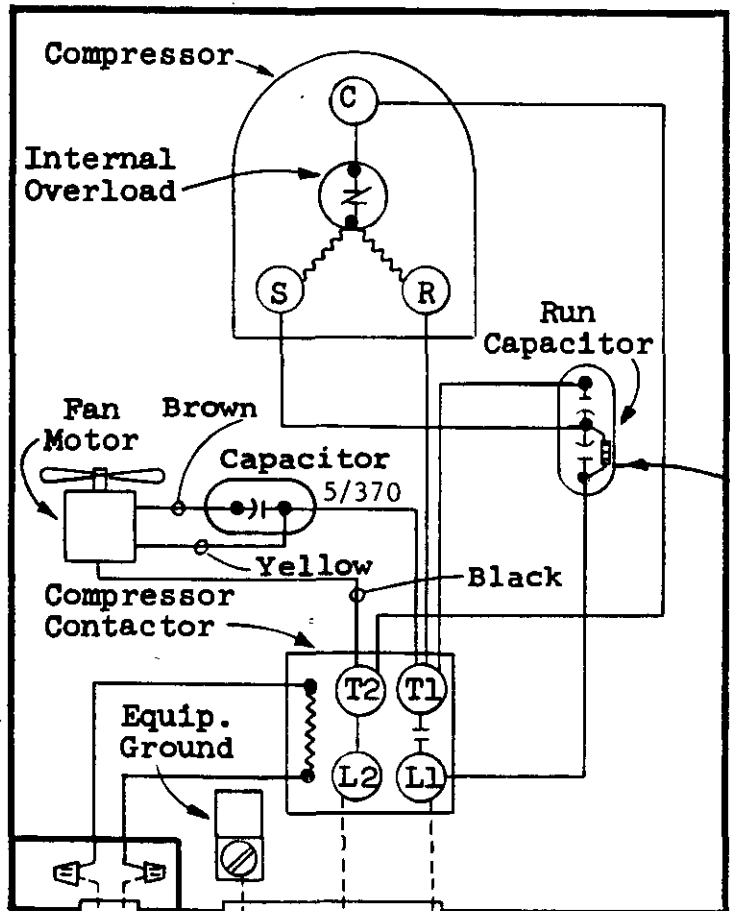 Compressor
C
Internal
Overload
S
R
Run
Capacitor
Fan
Motor
Brown
Capacitor
5/370
Yellow
Black
Compressor
Contactor
T2
T1
Equip.
Ground
L2
L1